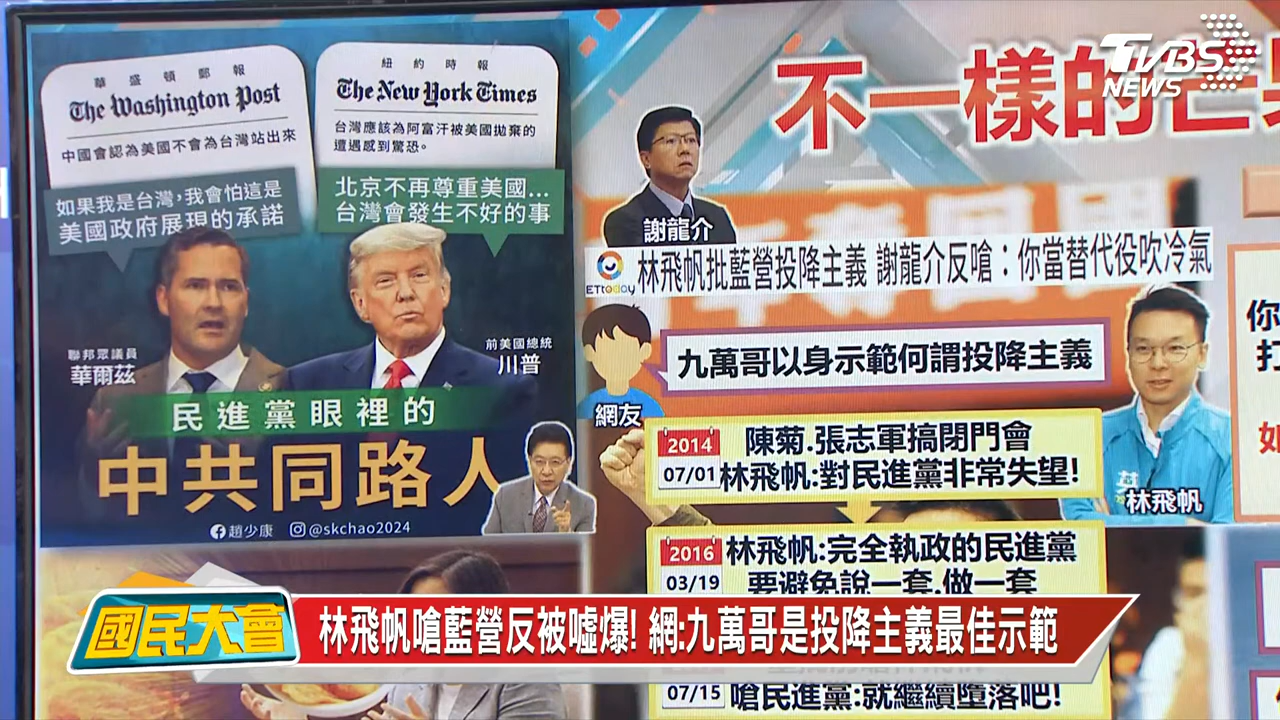 TVBS
NEWS
華盛頓郵報
The Washington Post
中國會認為美國不會為台灣站出來
紐約時報
The New York Times
台灣應該為阿富汗被美國拋棄的
遭遇感到驚恐。
如果我是台灣,我會怕這是
美國政府展現的承諾
北京不再尊重美國...
台灣會發生不好的事
聯邦眾議員
華爾茲
前美國總統
川普
民進黨眼裡的
中共同路人
趙少康 @skchao2024
不一樣的芒果
謝龍介
ETtoday
林飛帆批藍營投降主義 謝龍介反嗆:你當替代役吹冷氣
九萬哥以身示範何謂投降主義
網友
2014
07/01
陳菊.張志軍搞閉門會
林飛帆:對民進黨非常失望!
林飛帆
2016
03/19
林飛帆:完全執政的民進黨
要避免說一套,做一套
07/15
嗆民進黨:就繼續墮落吧!
你
打
如
國民大會
林飛帆嗆藍營反被噓爆! 網:九萬哥是投降主義最佳示範